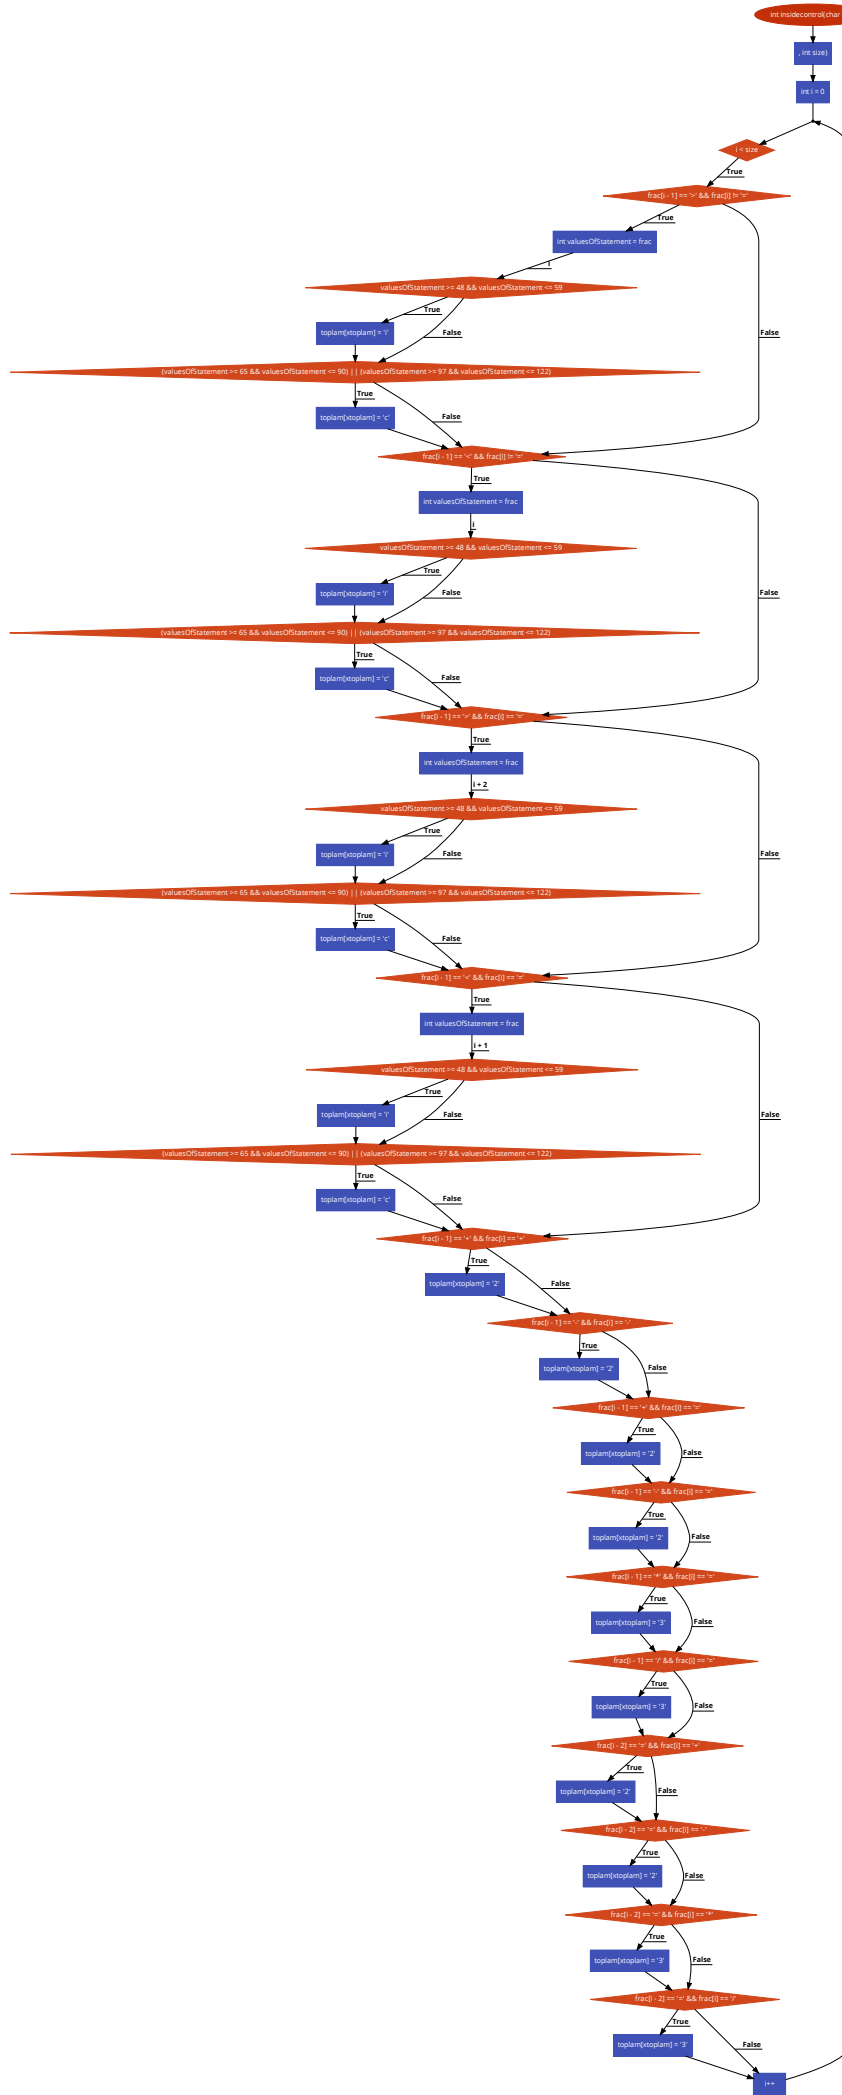 int insidecontrol(char
, int size)
int i = 0
i < size
True
frac[i - 1] == '>' && frac[i] != '='
True
int valuesOfStatement = frac
i
valuesOfStatement >= 48 && valuesOfStatement <= 59
True
False
toplam[xtoplam] = 'i'
False
(valuesOfStatement >= 65 && valuesOfStatement <= 90) || (valuesOfStatement >= 97 && valuesOfStatement <= 122)
True
toplam[xtoplam] = 'c'
False
frac[i - 1] == '<' && frac[i] != '='
True
int valuesOfStatement = frac
i
valuesOfStatement >= 48 && valuesOfStatement <= 59
True
False
toplam[xtoplam] = 'i'
False
(valuesOfStatement >= 65 && valuesOfStatement <= 90) || (valuesOfStatement >= 97 && valuesOfStatement <= 122)
True
toplam[xtoplam] = 'c'
False
frac[i - 1] == '>' && frac[i] == '='
True
int valuesOfStatement = frac
i + 2
valuesOfStatement >= 48 && valuesOfStatement <= 59
True
False
toplam[xtoplam] = 'i'
False
(valuesOfStatement >= 65 && valuesOfStatement <= 90) || (valuesOfStatement >= 97 && valuesOfStatement <= 122)
True
toplam[xtoplam] = 'c'
False
frac[i - 1] == '<' && frac[i] == '='
True
int valuesOfStatement = frac
i + 1
valuesOfStatement >= 48 && valuesOfStatement <= 59
True
False
toplam[xtoplam] = 'i'
False
(valuesOfStatement >= 65 && valuesOfStatement <= 90) || (valuesOfStatement >= 97 && valuesOfStatement <= 122)
True
toplam[xtoplam] = 'c'
False
frac[i - 1] == '+' && frac[i] == '+'
True
toplam[xtoplam] = '2'
False
frac[i - 1] == '-' && frac[i] == '-'
True
toplam[xtoplam] = '2'
False
frac[i - 1] == '+' && frac[i] == '='
True
toplam[xtoplam] = '2'
False
frac[i - 1] == '-' && frac[i] == '='
True
toplam[xtoplam] = '2'
False
frac[i - 1] == '*' && frac[i] == '='
True
toplam[xtoplam] = '3'
False
frac[i - 1] == '/' && frac[i] == '='
True
toplam[xtoplam] = '3'
False
frac[i - 2] == '=' && frac[i] == '+'
True
toplam[xtoplam] = '2'
False
frac[i - 2] == '=' && frac[i] == '-'
True
toplam[xtoplam] = '2'
False
frac[i - 2] == '=' && frac[i] == '*'
True
toplam[xtoplam] = '3'
False
frac[i - 2] == '=' && frac[i] == '/'
True
toplam[xtoplam] = '3'
False
i++